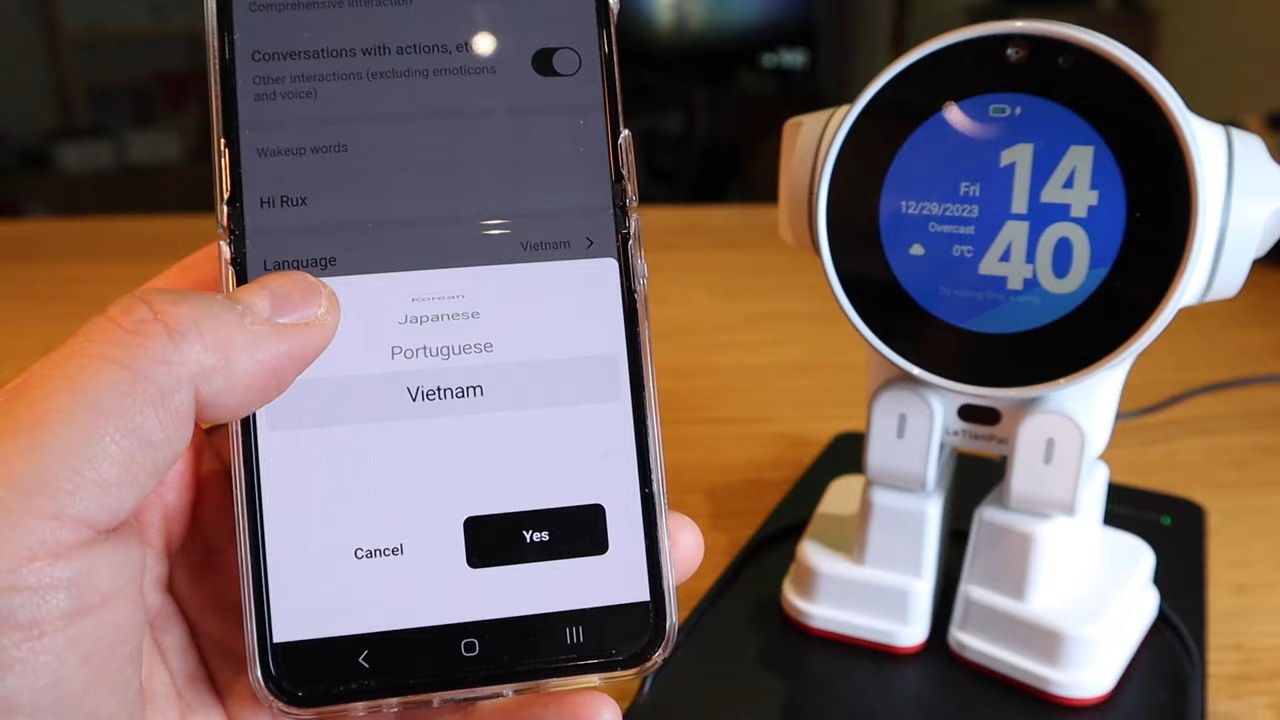 Comprehensive interaction
Conversations with actions, etc
Other interactions (excluding emoticons
and voice)
Wakeup words
Hi Rux
Vietnam
Language
Korean
Japanese
Portuguese
Vietnam
Cancel
Yes
14
40
Fri
12/29/2023
Overcast
0°C
LeTianPai